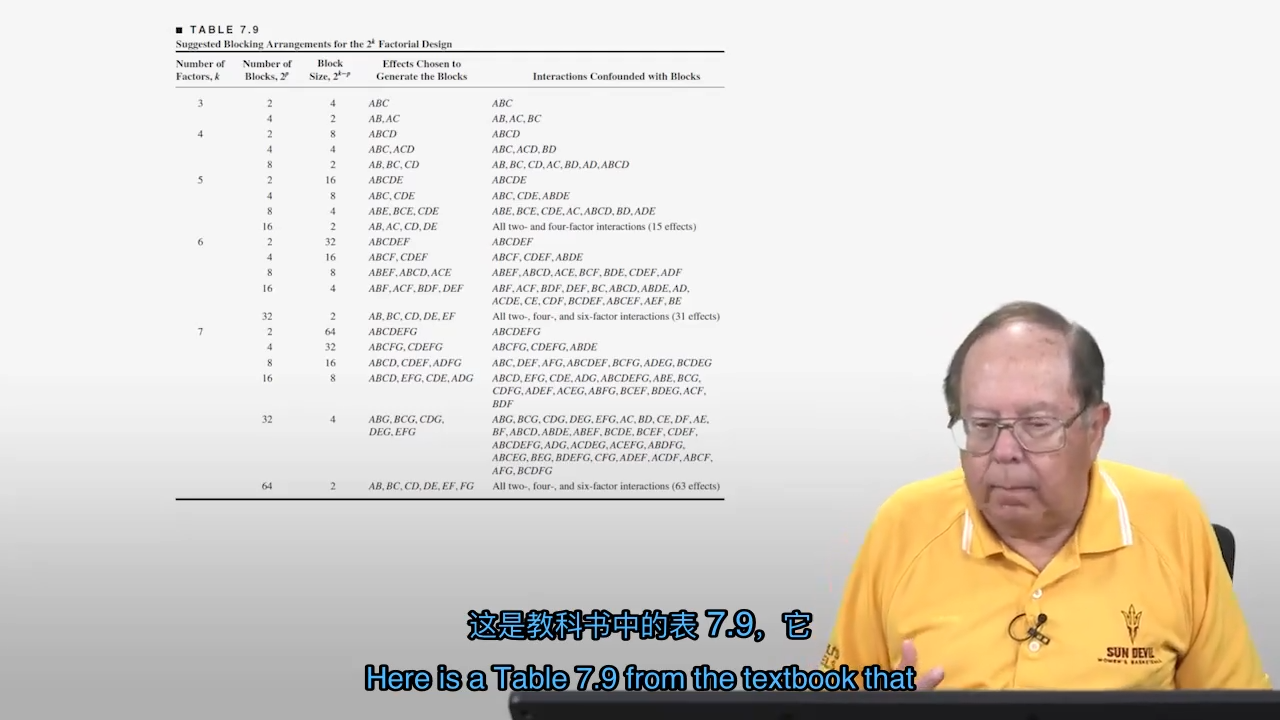 ■ TABLE 7.9
Suggested Blocking Arrangements for the 2^k Factorial Design
Number of Factors, k Number of Blocks, 2^p Block Size, 2^k−p Effects Chosen to Generate the Blocks Interactions Confounded with Blocks
3 2 4 ABC ABC
4 2 AB, AC AB, AC, BC
4 2 8 ABCD ABCD
4 4 ABC, ACD ABC, ACD, BD
8 2 AB, BC, CD AB, BC, CD, AC, BD, AD, ABCD
5 2 16 ABCDE ABCDE
4 8 ABC, CDE ABC, CDE, ABDE
8 4 ABE, BCE, CDE ABE, BCE, CDE, AC, ABCD, BD, ADE
16 2 AB, AC, CD, DE All two- and four-factor interactions (15 effects)
6 2 32 ABCDEF ABCDEF
4 16 ABCF, CDEF ABCF, CDEF, ABDE
8 8 ABEF, ABCD, ACE ABEF, ABCD, ACE, BCF, BDE, CDEF, ADF
16 4 ABF, ACF, BDF, DEF ABF, ACF, BDF, DEF, BC, ABCD, ABDE, AD,
ACDE, CE, CDF, BCDEF, ABCEF, AEF, BE
32 2 AB, BC, CD, DE, EF All two-, four-, and six-factor interactions (31 effects)
7 2 64 ABCDEFG ABCDEFG
4 32 ABCFG, CDEFG ABCFG, CDEFG, ABDE
8 16 ABCD, CDEF, ADFG ABC, DEF, AFG, ABCDEF, BCFG, ADEG, BCDEG
16 8 ABCD, EFG, CDE, ADG ABCD, EFG, CDE, ADG, ABCDEFG, ABE, BCG,
CDFG, ADEF, ACEG, ABFG, BCEF, BDEG, ACF,
BDF
32 4 ABG, BCG, CDG, ABG, BCG, CDG, DEG, EFG, AC, BD, CE, DF, AE,
DEG, EFG BF, ABCD, ABDE, ABEF, BCDE, BCEF, CDEF,
ABCDEFG, ADG, ACDEG, ACEFG, ABDFG,
ABCEG, BEG, BDEFG, CFG, ADEF, ACDF, ABCF,
AFG, BCDFG
64 2 AB, BC, CD, DE, EF, FG All two-, four-, and six-factor interactions (63 effects)
SUN DEVIL
WOMEN'S BASKETBALL
这是教科书中的表 7.9，它
Here is a Table 7.9 from the textbook that